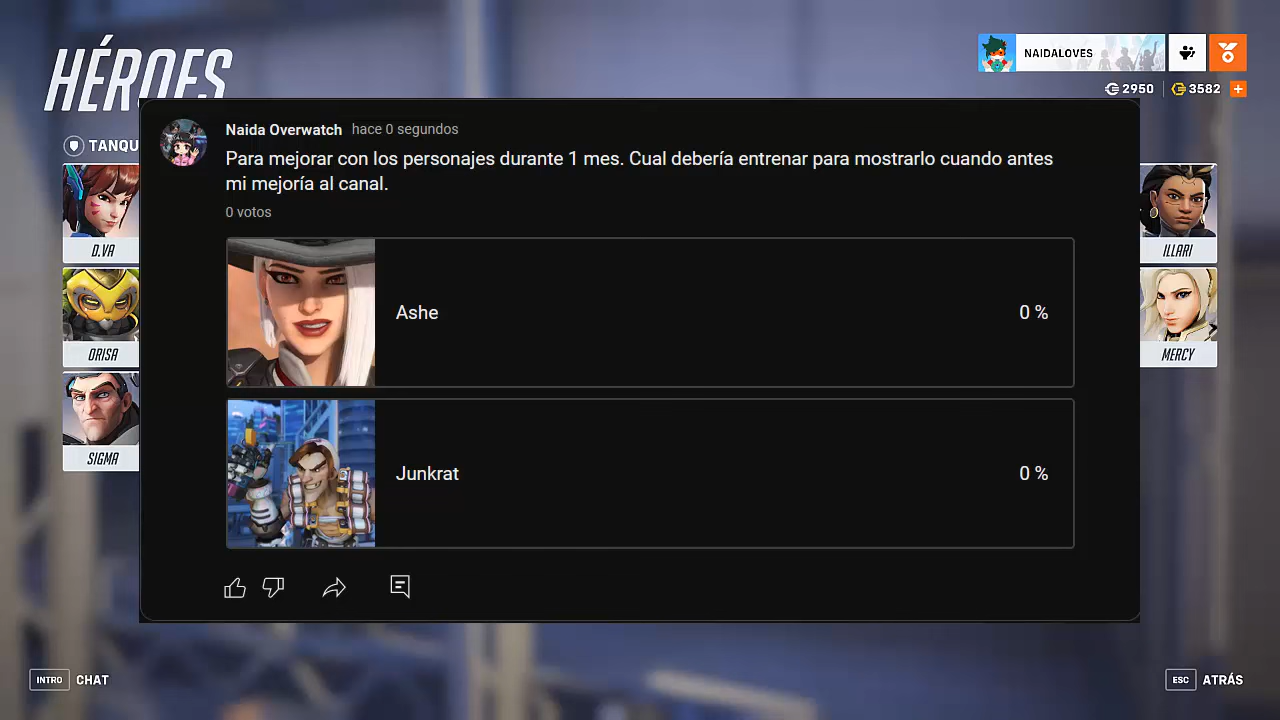 HÉROES
NAIDALOVES
2950
3582
TANQU
Naida Overwatch hace 0 segundos
Para mejorar con los personajes durante 1 mes. Cual debería entrenar para mostrarlo cuando antes
mi mejoría al canal.
0 votos
D.VA
ILLARI
Ashe
0 %
ORISA
MERCY
SIGMA
Junkrat
0 %
INTRO CHAT
ESC ATRÁS